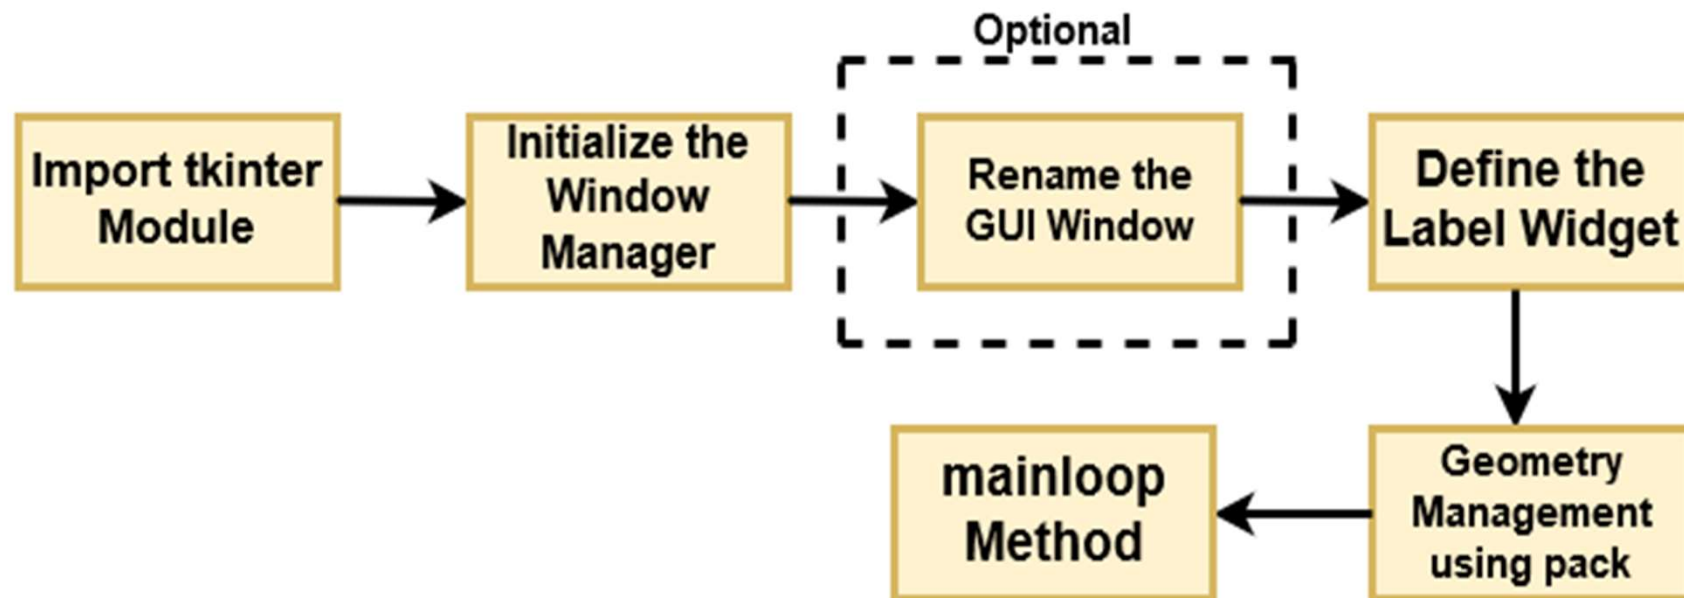 Optional
Import tkinter
Module
Initialize the
Window
Manager
Rename the
GUI Window
Define the
Label Widget
Geometry
Management
using pack
mainloop
Method